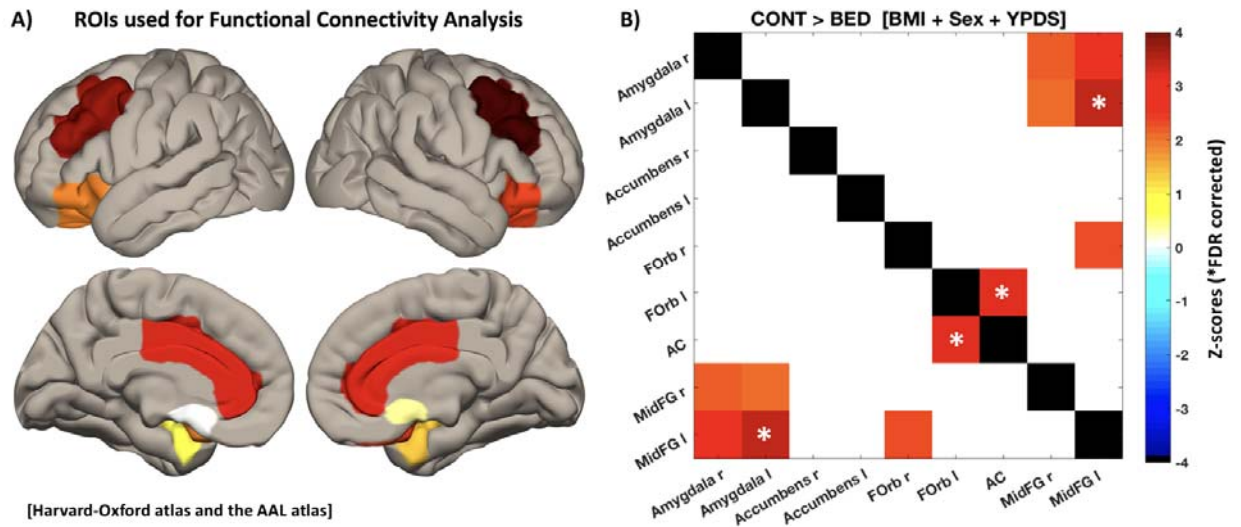 A)
ROIs used for Functional Connectivity Analysis
[Harvard-Oxford atlas and the AAL atlas]
B)
CONT > BED [BMI + Sex + YPDS]
Amygdala r
Amygdala l
Accumbens r
Accumbens l
FOrb r
FOrb l
AC
MidFG r
MidFG l
*
*
*
*
Amygdala r
Amygdala l
Accumbens r
Accumbens l
FOrb r
FOrb l
AC
MidFG r
MidFG l
4
3
2
1
0
-1
-2
-3
-4
Z-scores (*FDR corrected)